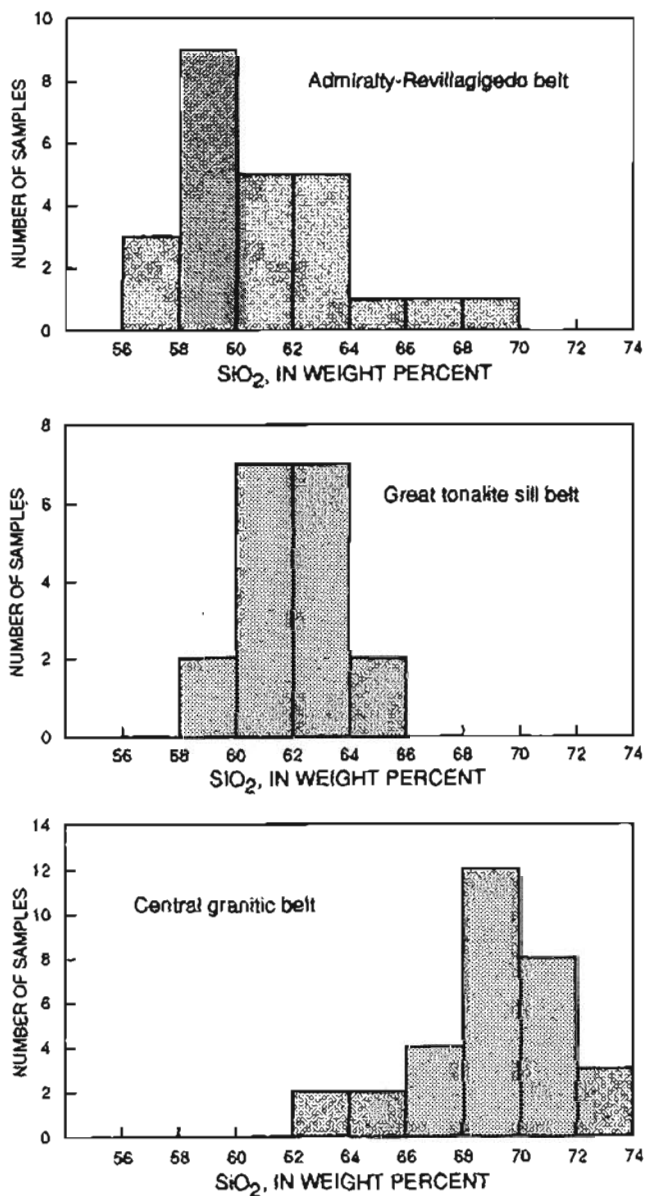 10
8
6
4
2
0
NUMBER OF SAMPLES
Admiralty-Revillagigedo belt
56 58 60 62 64 66 68 70 72 74
SiO2, IN WEIGHT PERCENT
8
6
4
2
0
NUMBER OF SAMPLES
Great tonalite sill belt
56 58 60 62 64 66 68 70 72 74
SiO2, IN WEIGHT PERCENT
14
12
10
8
6
4
2
0
NUMBER OF SAMPLES
Central granitic belt
56 58 60 62 64 66 68 70 72 74
SiO2, IN WEIGHT PERCENT